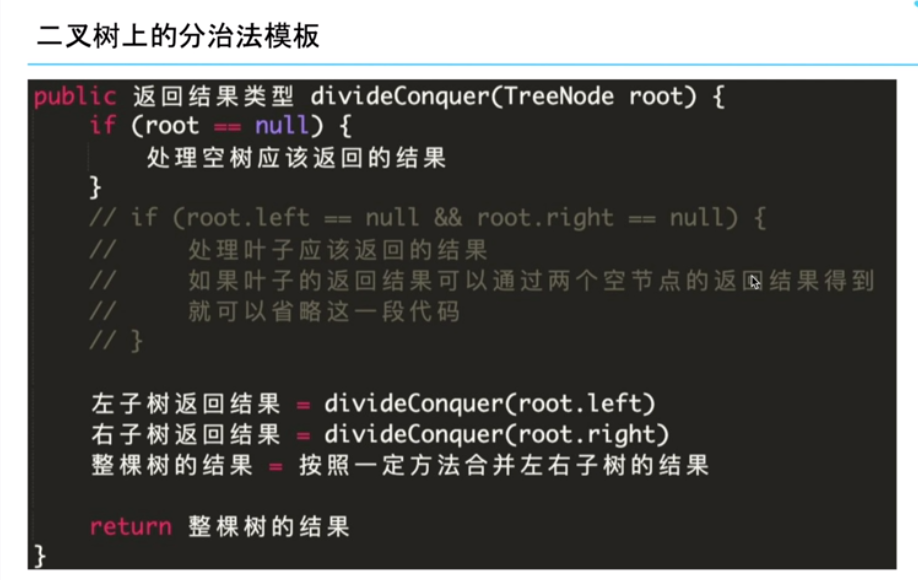 二叉树上的分治法模板
public 返回结果类型 divideConquer(TreeNode root) {
if (root == null) {
处理空树应该返回的结果
}
// if (root.left == null && root.right == null) {
// 处理叶子应该返回的结果
// 如果叶子的返回结果可以通过两个空节点的返回结果得到
// 就可以省略这一段代码
// }
左子树返回结果 = divideConquer(root.left)
右子树返回结果 = divideConquer(root.right)
整棵树的结果 = 按照一定方法合并左右子树的结果
return 整棵树的结果
}